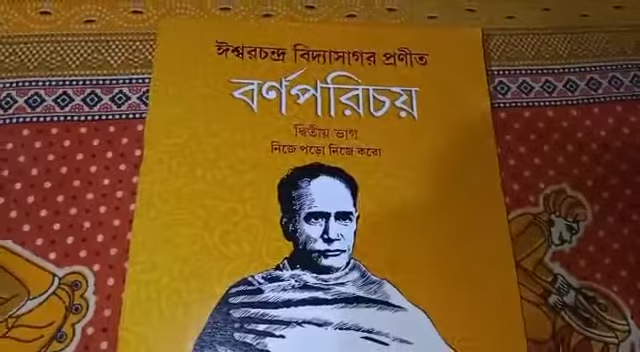 ঈশ্বরচন্দ্র বিদ্যাসাগর প্রণীত
বর্ণপরিচয়
দ্বিতীয় ভাগ
নিজে পড়ো নিজে করো